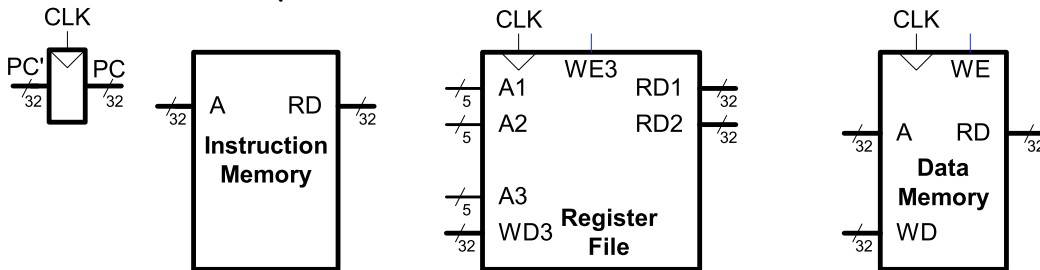 CLK
PC'
PC
32
32
A
RD
32
32
Instruction
Memory
CLK
WE3
A1
RD1
5
32
A2
RD2
5
32
A3
5
WD3
32
Register
File
CLK
WE
A
RD
32
32
Data
Memory
WD
32